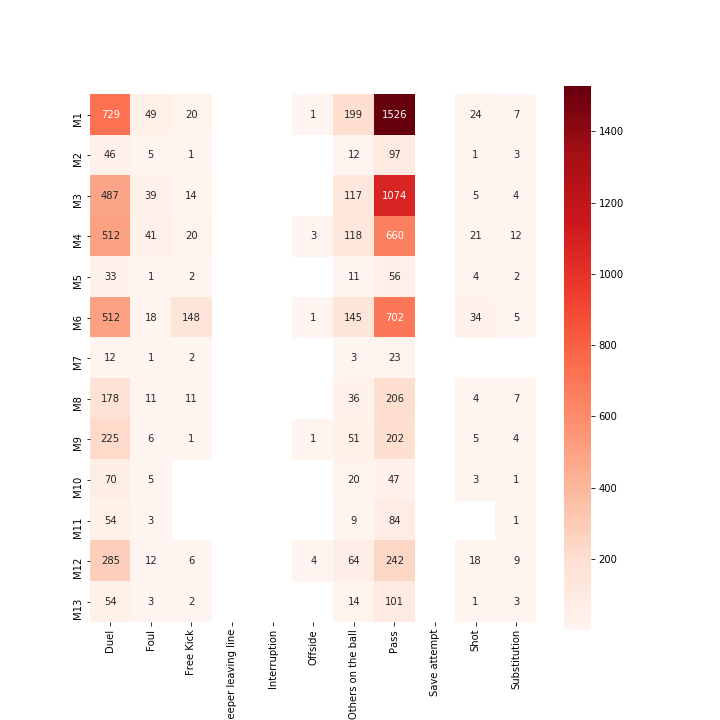 M1 729 49 20 1 199 1526 24 7
M2 46 5 1 12 97 1 3
M3 487 39 14 117 1074 5 4
M4 512 41 20 3 118 660 21 12
M5 33 1 2 11 56 4 2
M6 512 18 148 1 145 702 34 5
M7 12 1 2 3 23
M8 178 11 11 36 206 4 7
M9 225 6 1 1 51 202 5 4
M10 70 5 20 47 3 1
M11 54 3 9 84 1
M12 285 12 6 4 64 242 18 9
M13 54 3 2 14 101 1 3
Duel
Foul
Free Kick
eeper leaving line
Interruption
Offside
Others on the ball
Pass
Save attempt
Shot
Substitution
1400
1200
1000
800
600
400
200